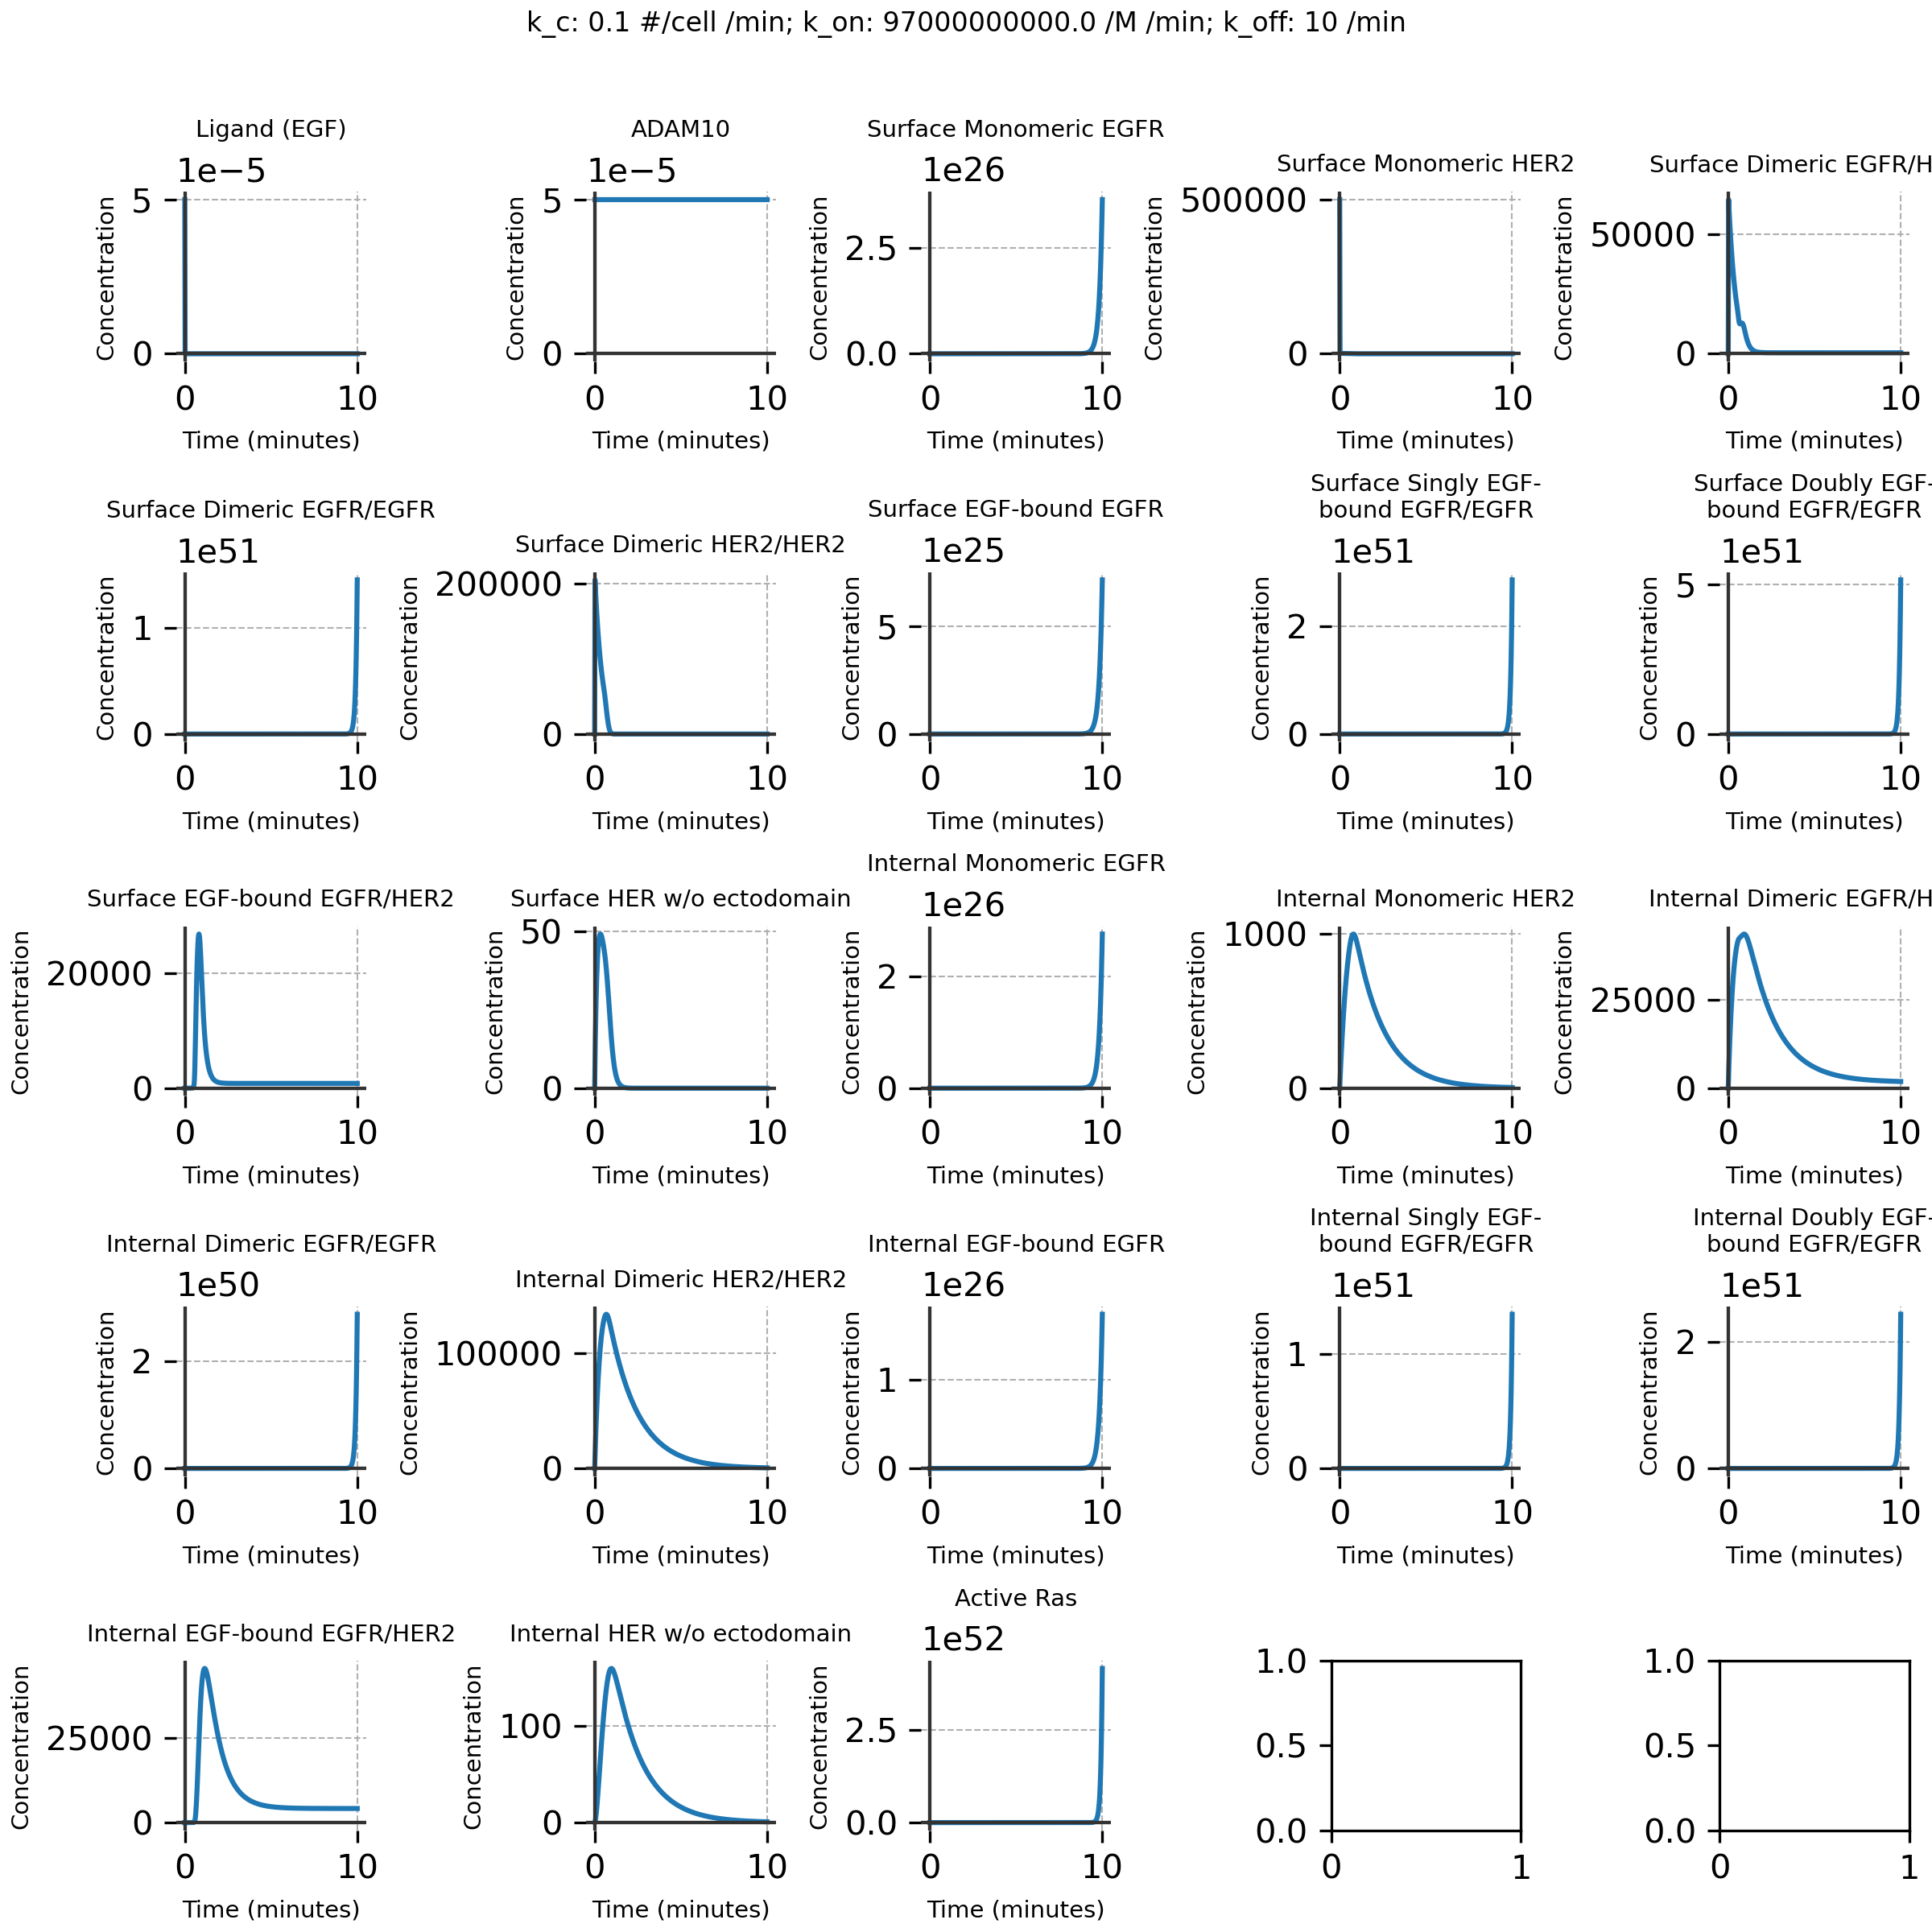 k_c: 0.1 #/cell /min; k_on: 97000000000.0 /M /min; k_off: 10 /min
Ligand (EGF)
1e−5
5
0
Concentration
0 10
Time (minutes)
ADAM10
1e−5
5
0
Concentration
0 10
Time (minutes)
Surface Monomeric EGFR
1e26
2.5
0.0
Concentration
0 10
Time (minutes)
Surface Monomeric HER2
500000
0
Concentration
0 10
Time (minutes)
Surface Dimeric EGFR/H
50000
0
Concentration
0 10
Time (minutes)
Surface Dimeric EGFR/EGFR
1e51
1
0
Concentration
0 10
Time (minutes)
Surface Dimeric HER2/HER2
200000
0
Concentration
0 10
Time (minutes)
Surface EGF-bound EGFR
1e25
5
0
Concentration
0 10
Time (minutes)
Surface Singly EGF-
bound EGFR/EGFR
1e51
2
0
Concentration
0 10
Time (minutes)
Surface Doubly EGF-
bound EGFR/EGFR
1e51
5
0
Concentration
0 10
Time (minutes)
Surface EGF-bound EGFR/HER2
20000
0
Concentration
0 10
Time (minutes)
Surface HER w/o ectodomain
50
0
Concentration
0 10
Time (minutes)
Internal Monomeric EGFR
1e26
2
0
Concentration
0 10
Time (minutes)
Internal Monomeric HER2
1000
0
Concentration
0 10
Time (minutes)
Internal Dimeric EGFR/H
25000
0
Concentration
0 10
Time (minutes)
Internal Dimeric EGFR/EGFR
1e50
2
0
Concentration
0 10
Time (minutes)
Internal Dimeric HER2/HER2
100000
0
Concentration
0 10
Time (minutes)
Internal EGF-bound EGFR
1e26
1
0
Concentration
0 10
Time (minutes)
Internal Singly EGF-
bound EGFR/EGFR
1e51
1
0
Concentration
0 10
Time (minutes)
Internal Doubly EGF-
bound EGFR/EGFR
1e51
2
0
Concentration
0 10
Time (minutes)
Internal EGF-bound EGFR/HER2
25000
0
Concentration
0 10
Time (minutes)
Internal HER w/o ectodomain
100
0
Concentration
0 10
Time (minutes)
Active Ras
1e52
2.5
0.0
Concentration
0 10
Time (minutes)
1.0
0.5
0.0
0 1
1.0
0.5
0.0
0 1